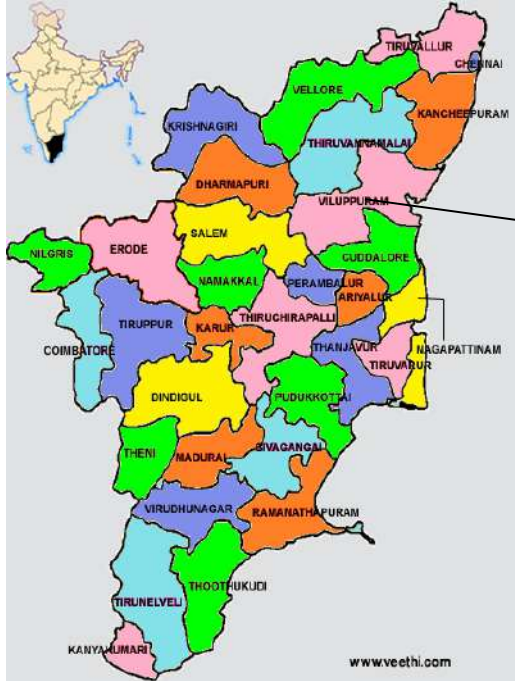 TIRUVALLUR
CHENNAI
VELLORE
KANCHEEPURAM
KRISHNAGIRI
THIRUVANNAMALAI
DHARMAPURI
VILUPPURAM
SALEM
ERODE
NILGRIS
CUDDALORE
NAMAKKAL
PERAMBALUR
ARIYALUR
TIRUPPUR
KARUR
THIRUCHIRAPALLI
THANJAVUR
NAGAPATTINAM
COIMBATORE
TIRUVARUR
DINDIGUL
PUDUKKOTTAI
SIVAGANGAI
THENI
MADURAI
VIRUDHUNAGAR
RAMANATHAPURAM
THOOTHUKUDI
TIRUNELVELI
KANYAKUMARI
www.veethi.com